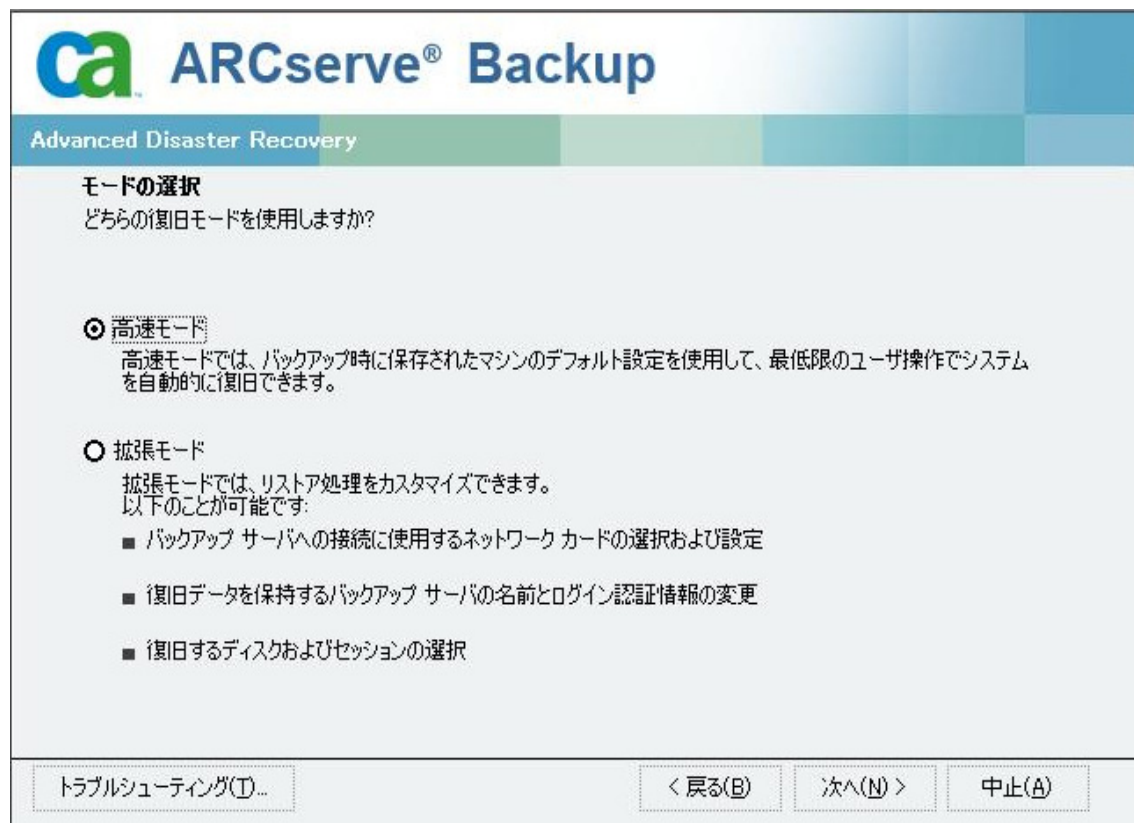 ca ARCserve® Backup
Advanced Disaster Recovery
モードの選択
どちらの復旧モードを使用しますか?
高速モード
高速モードでは、バックアップ時に保存されたマシンのデフォルト設定を使用して、最低限のユーザ操作でシステム
を自動的に復旧できます。
拡張モード
拡張モードでは、リストア処理をカスタマイズできます。
以下のことが可能です:
■ バックアップ サーバへの接続に使用するネットワーク カードの選択および設定
■ 復旧データを保持するバックアップ サーバの名前とログイン認証情報の変更
■ 復旧するディスクおよびセッションの選択
トラブルシューティング(T)... < 戻る(B) 次へ(N) > 中止(A)